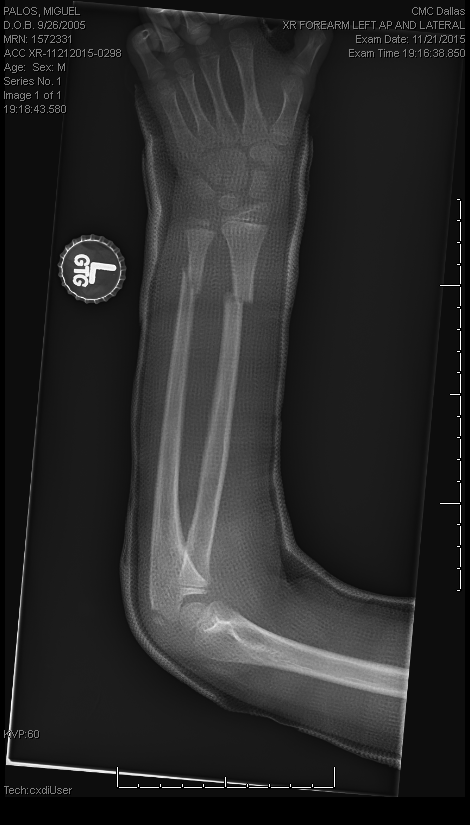 PALOS, MIGUEL
D.O.B. 9/26/2005
MRN: 1572331
ACC XR-11212015-0298
Age:  Sex: M
Series No. 1
Image 1 of 1
19:18:43.580
CMC Dallas
XR FOREARM LEFT AP AND LATERAL
Exam Date: 11/21/2015
Exam Time: 19:16:38.850
L
GTG
KVP:60
Tech:cxdiUser